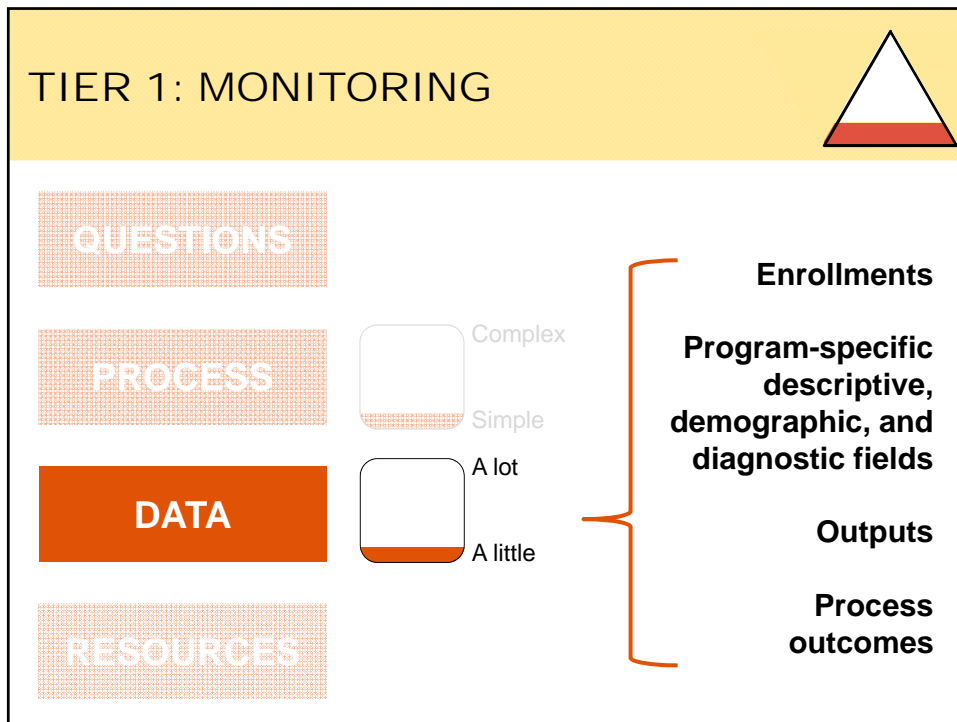 TIER 1: MONITORING
QUESTIONS
PROCESS
Complex
Simple
DATA
A lot
A little
RESOURCES
Enrollments
Program-specific
descriptive,
demographic, and
diagnostic fields
Outputs
Process
outcomes